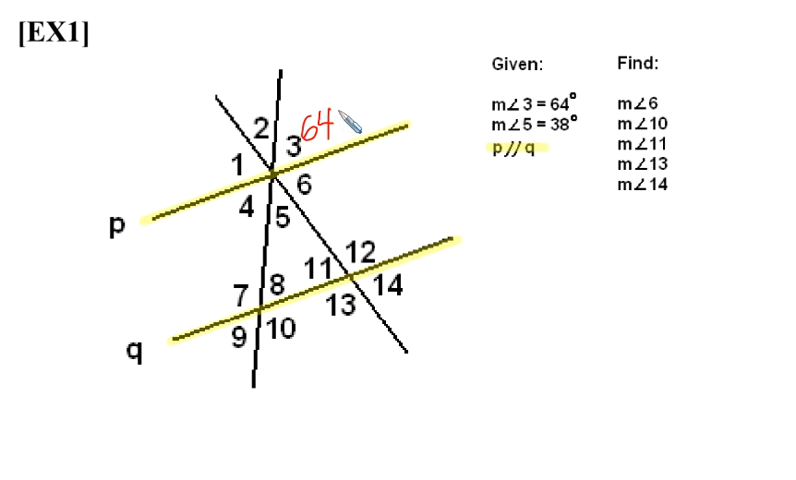 [EX1]
Given:
m∠3 = 64°
m∠5 = 38°
p // q
Find:
m∠6
m∠10
m∠11
m∠13
m∠14
2
3
64
1
6
4
5
p
12
11
8
7
14
13
10
9
q